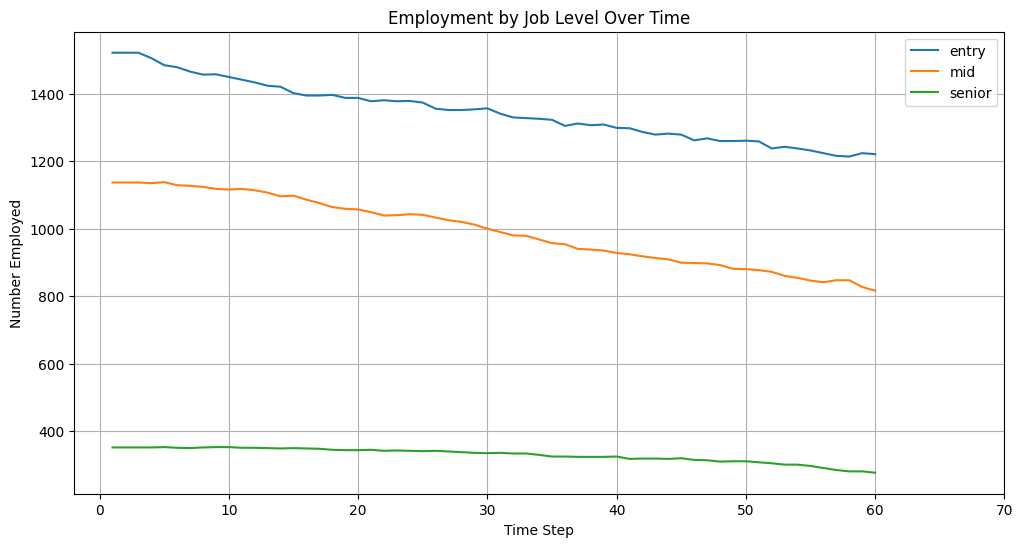 Employment by Job Level Over Time
entry
mid
senior
Number Employed
1400
1200
1000
800
600
400
0 10 20 30 40 50 60 70
Time Step